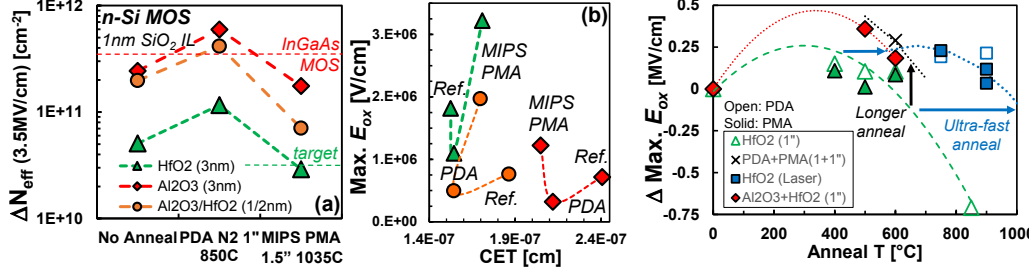 n-Si MOS
1nm SiO2 IL
InGaAs
MOS
target
HfO2 (3nm)
Al2O3 (3nm)
Al2O3/HfO2 (1/2nm)
(a)
ΔNeff (3.5MV/cm) [cm-2]
1E+12
1E+11
1E+10
No Anneal PDA N2 1" MIPS PMA
850C 1.5" 1035C
(b)
Max. Eox [V/cm]
3.E+06
2.E+06
1.E+06
0.E+00
Ref.
MIPS
PMA
PDA
Ref.
MIPS
PMA
Ref.
PDA
1.4E-07 1.9E-07 2.4E-07
CET [cm]
Δ Max. Eox [MV/cm]
0.5
0.25
0
-0.25
-0.5
-0.75
Longer
anneal
Ultra-fast
anneal
Open: PDA
Solid: PMA
HfO2 (1")
PDA+PMA(1+1")
HfO2 (Laser)
Al2O3+HfO2 (1")
0 200 400 600 800 1000
Anneal T [°C]